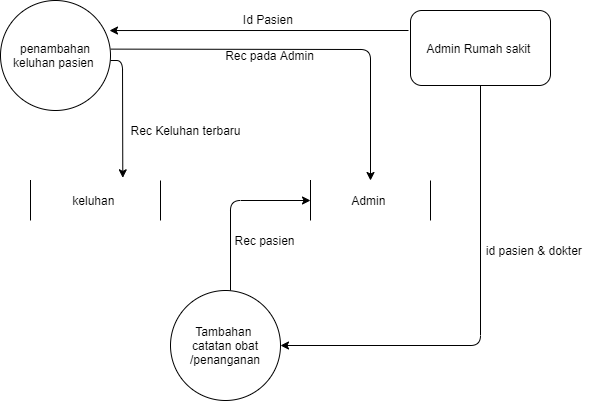 Id Pasien
penambahan
keluhan pasien
Admin Rumah sakit
Rec pada Admin
Rec Keluhan terbaru
keluhan
Admin
Rec pasien
id pasien & dokter
Tambahan
catatan obat
/penanganan